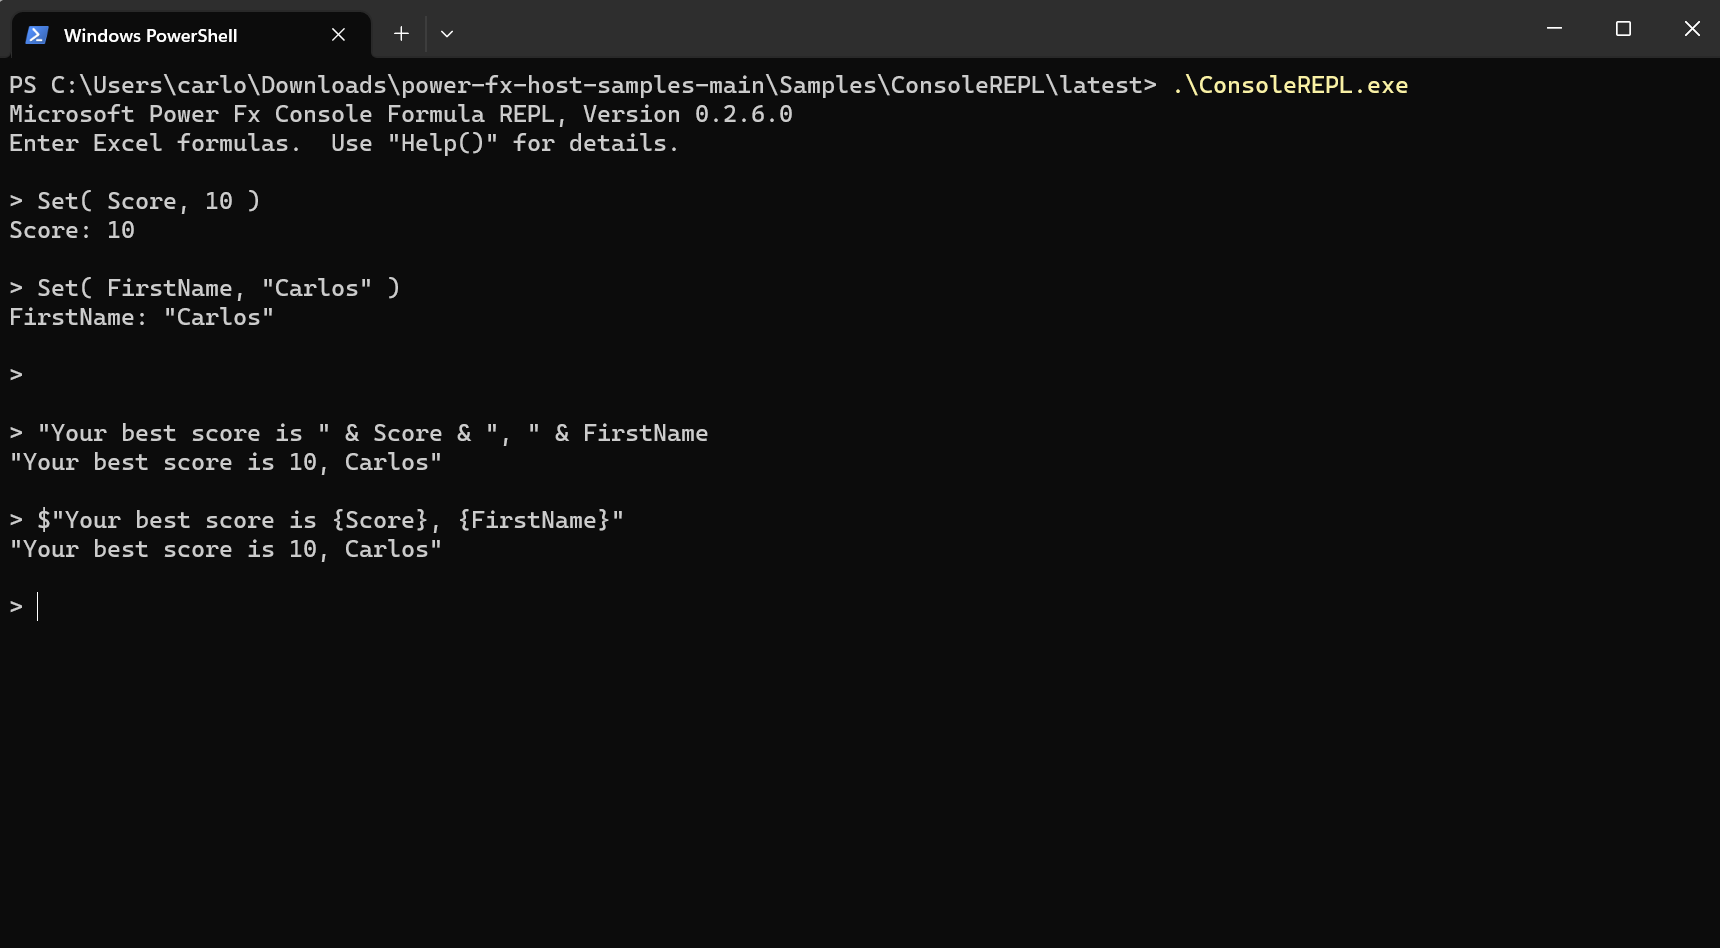 Windows PowerShell
PS C:\Users\carlo\Downloads\power-fx-host-samples-main\Samples\ConsoleREPL\latest> .\ConsoleREPL.exe
Microsoft Power Fx Console Formula REPL, Version 0.2.6.0
Enter Excel formulas.  Use "Help()" for details.
> Set( Score, 10 )
Score: 10
> Set( FirstName, "Carlos" )
FirstName: "Carlos"
>
> "Your best score is " & Score & ", " & FirstName
"Your best score is 10, Carlos"
> $"Your best score is {Score}, {FirstName}"
"Your best score is 10, Carlos"
>